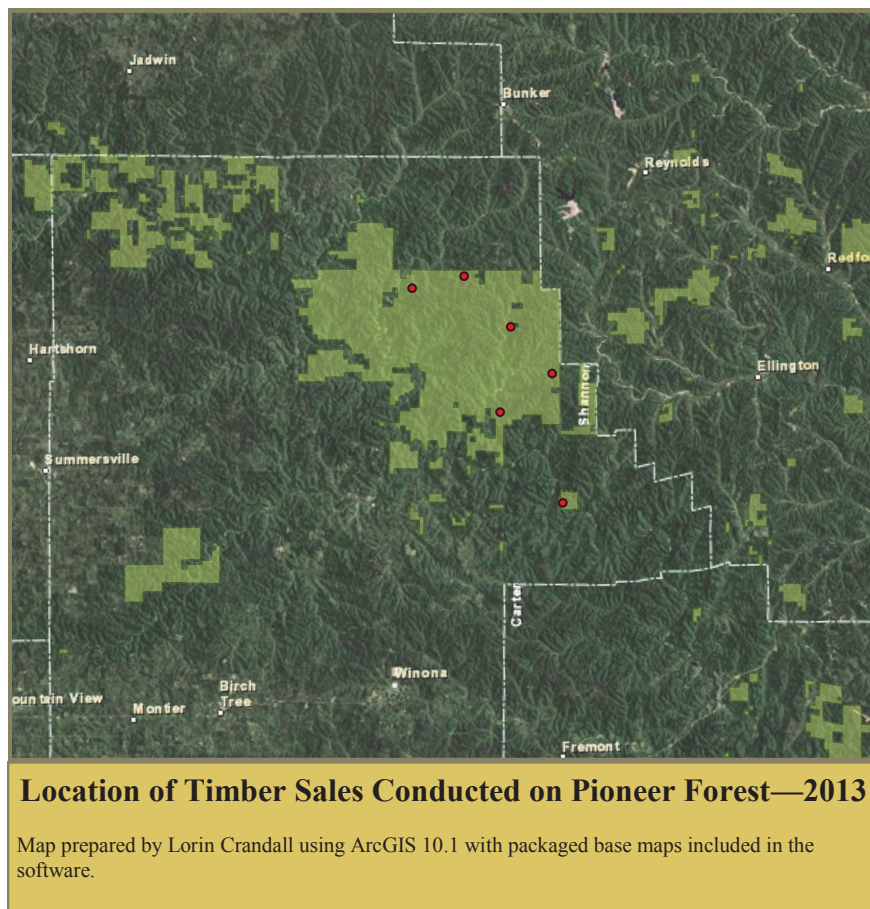 Jadwin
Bunker
Reynolds
Redfo
Hartshorn
Ellington
Shannon
Summersville
Carter
Winona
ountain View
Birch
Tree
Montier
Fremont
Location of Timber Sales Conducted on Pioneer Forest—2013
Map prepared by Lorin Crandall using ArcGIS 10.1 with packaged base maps included in the
software.